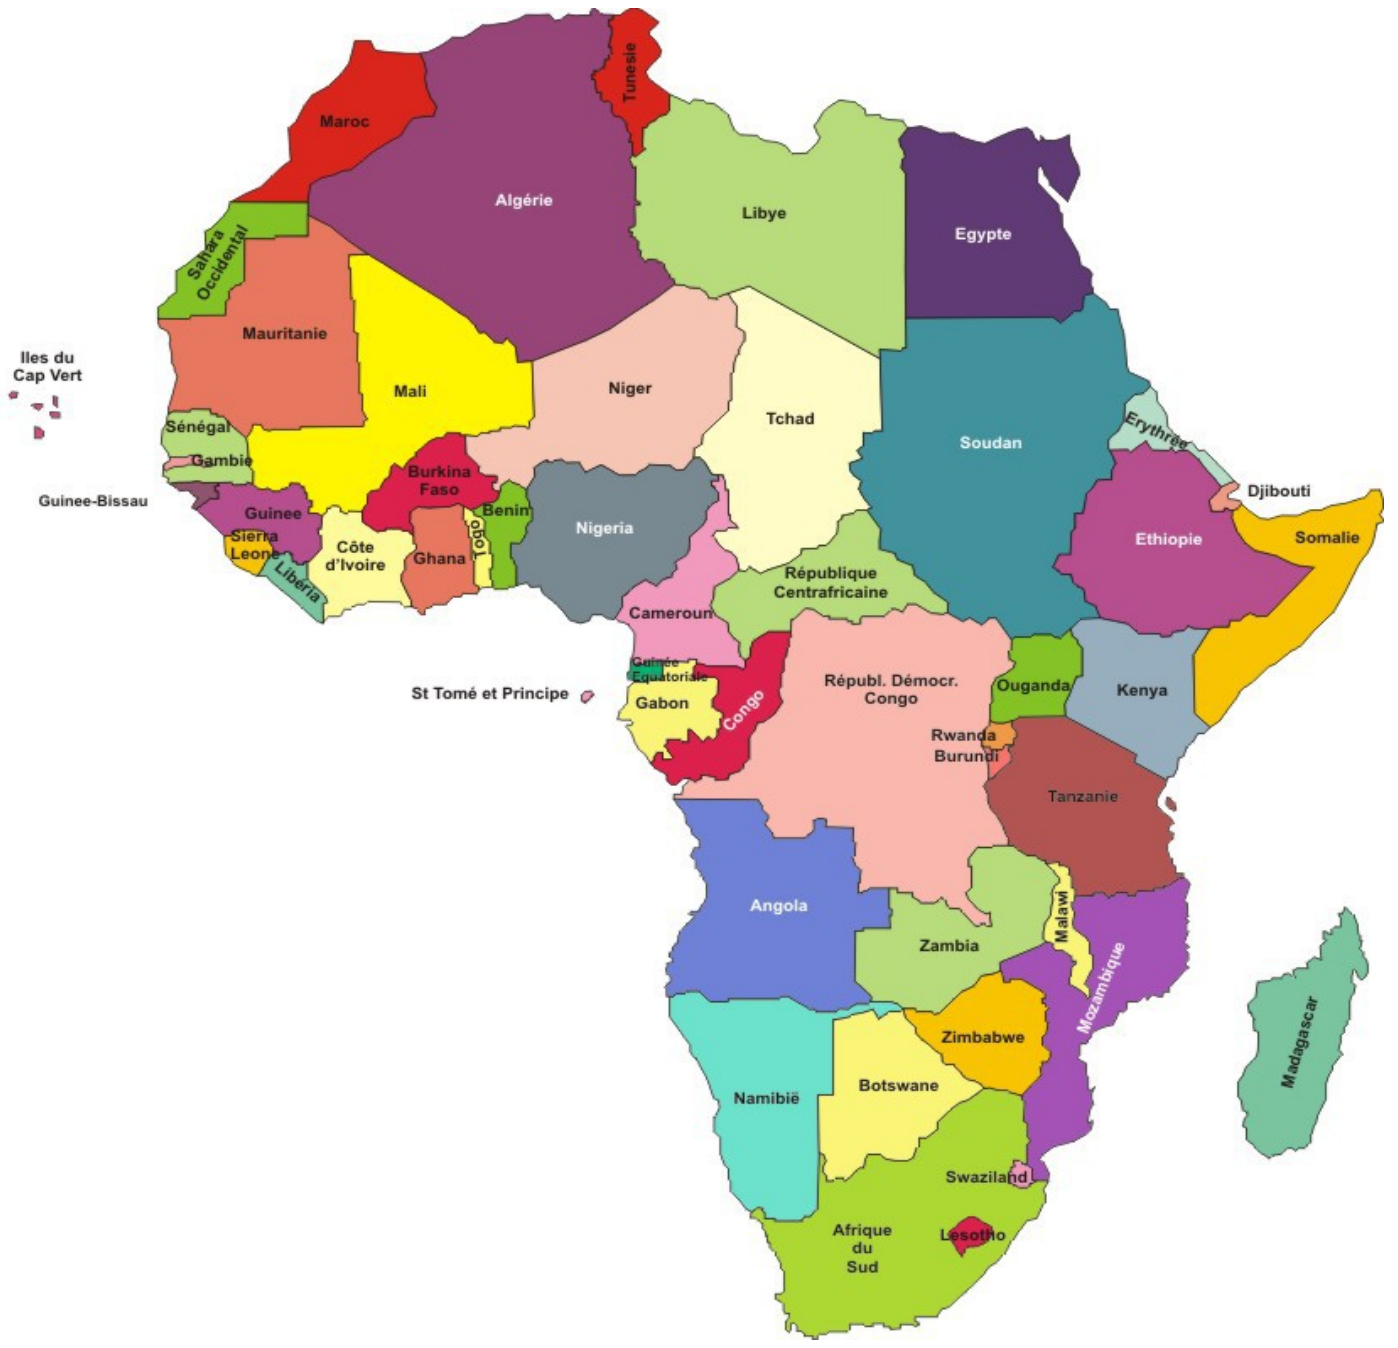 Tunesie
Maroc
Algérie
Libye
Egypte
Sahara
Occidental
Mauritanie
Iles du
Cap Vert
Mali
Niger
Tchad
Soudan
Erythrée
Sénégal
Gambie
Burkina
Faso
Guinee-Bissau
Guinee
Benin
Nigeria
Djibouti
Ethiopie
Somalie
Sierra
Leone
Liberia
Côte
d'Ivoire
Ghana
Togo
République
Centrafricaine
Cameroun
Guinée
Equatoriale
St Tomé et Principe
Gabon
Congo
Républ. Démocr.
Congo
Ouganda
Kenya
Rwanda
Burundi
Tanzanie
Angola
Zambia
Malawi
Mozambique
Madagascar
Zimbabwe
Namibië
Botswane
Swaziland
Afrique
du
Sud
Lesotho